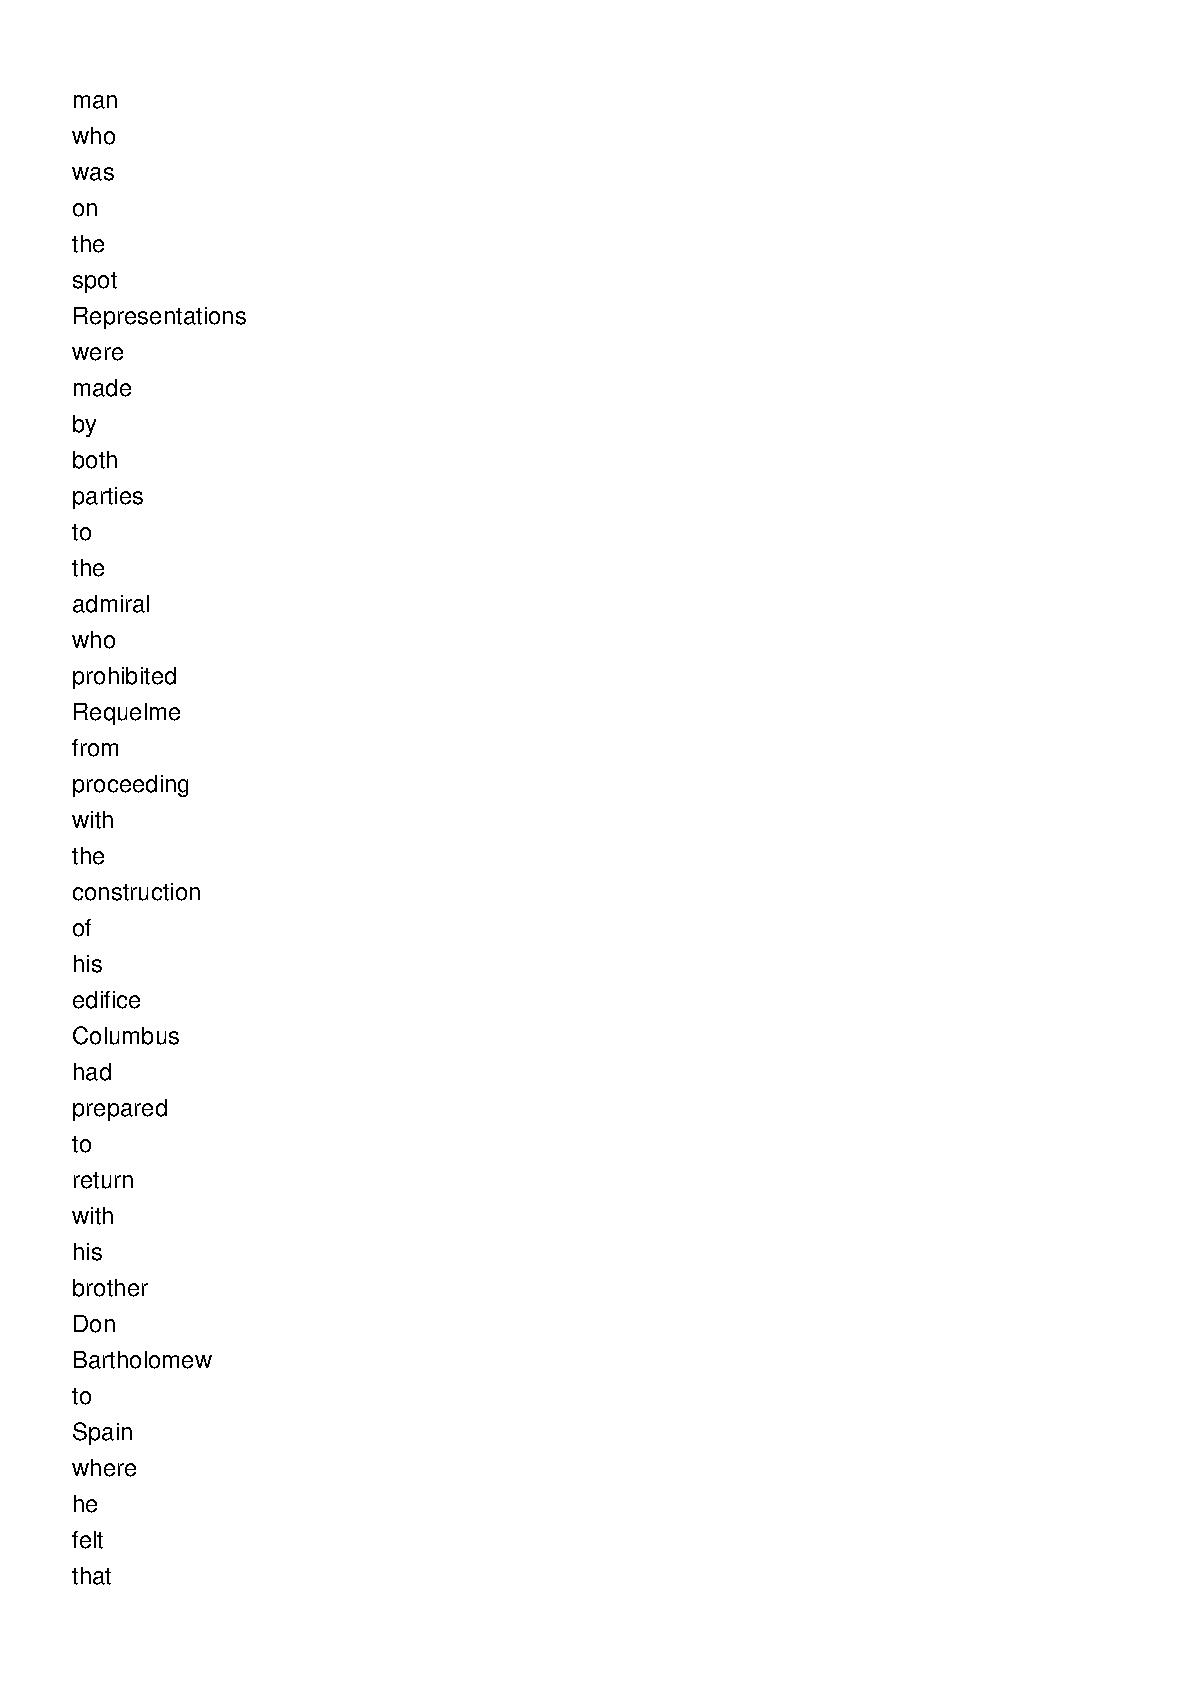 man
who
was
on
the
spot
Representations
were
made
by
both
parties
to
the
admiral
who
prohibited
Requelme
from
proceeding
with
the
construction
of
his
edifice
Columbus
had
prepared
to
return
with
his
brother
Don
Bartholomew
to
Spain
where
he
felt
that